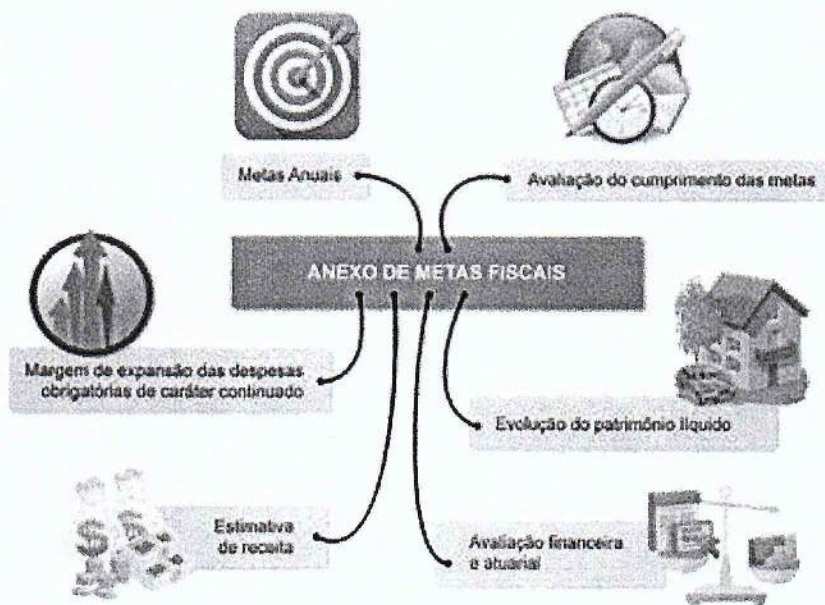 Metas Anuais
Avaliação do cumprimento das metas
ANEXO DE METAS FISCAIS
Margem de expansão das despesas
obrigatórias de caráter continuado
Evolução do patrimônio líquido
Estimativa
de receita
Avaliação financeira
e atuarial